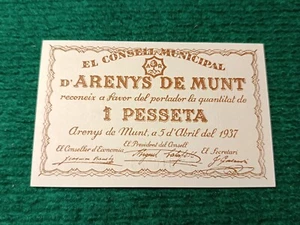 EL CONSELL MUNICIPAL
D'ARENYS DE MUNT
reconeix a favor del portador la quantitat de
1 PESSETA
Arenys de Munt, a 5 d'Abril del 1937
El President del Consell
El Conseller d'Economia
El Secretari